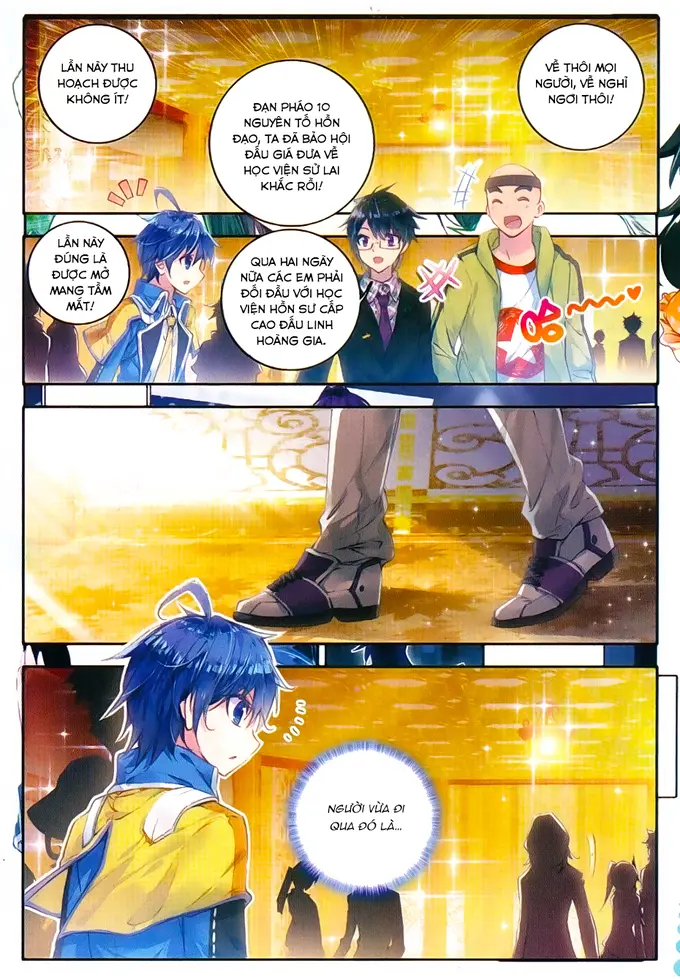 LẦN NÀY THU
HOẠCH ĐƯỢC
KHÔNG ÍT!
ĐẠN PHÁO 10
NGUYÊN TỐ HỒN
ĐẠO, TA ĐÃ BẢO HỘI
ĐẤU GIÁ ĐƯA VỀ
HỌC VIỆN SỬ LAI
KHẮC RỒI!
VỀ THÔI MỌI
NGƯỜI, VỀ NGHỈ
NGƠI THÔI!
LẦN NÀY
ĐÚNG LÀ
ĐƯỢC MỞ
MANG TẦM
MẮT!
QUA HAI NGÀY
NỮA CÁC EM PHẢI
ĐỐI ĐẦU VỚI HỌC
VIỆN HỒN SƯ CẤP
CAO ĐẤU LINH
HOÀNG GIA.
哈~~~♥
NGƯỜI VỪA ĐI
QUA ĐÓ LÀ...